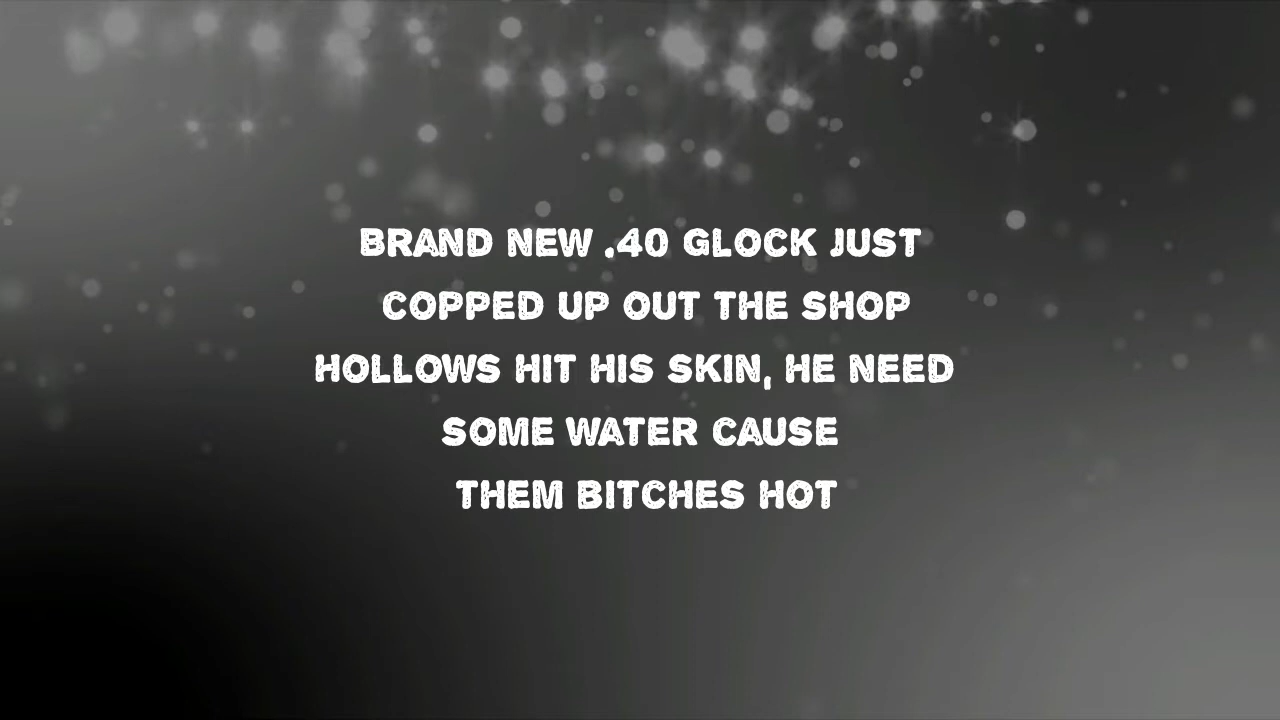 BRAND NEW .40 GLOCK JUST
COPPED UP OUT THE SHOP
HOLLOWS HIT HIS SKIN, HE NEED
SOME WATER CAUSE
THEM BITCHES HOT